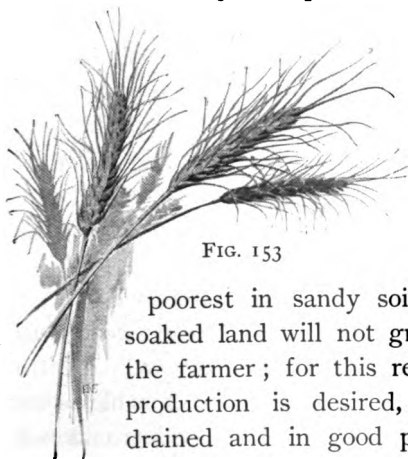 FIG. 153
poorest in sandy soi
soaked land will not gr
the farmer; for this re
production is desired,
drained and in good p